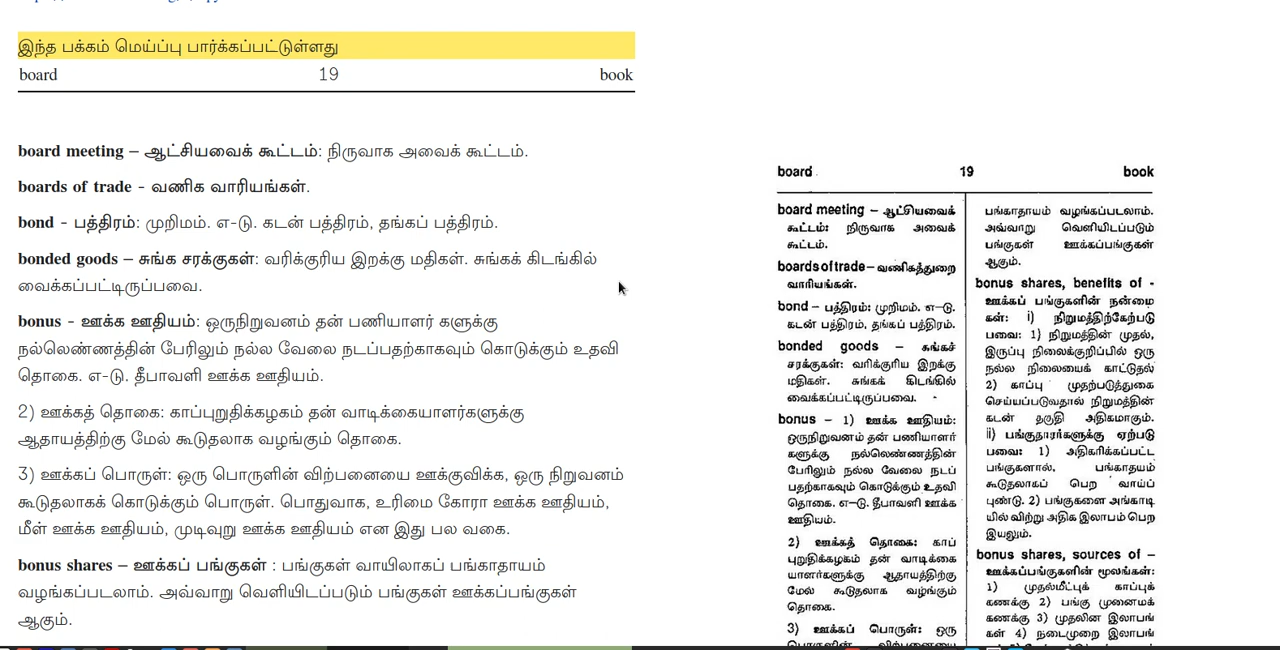 இந்த பக்கம் மெய்ப்பு பார்க்கப்பட்டுள்ளது
board 19 book
board meeting – ஆட்சியவைக் கூட்டம்: நிருவாக அவைக் கூட்டம்.
boards of trade - வணிக வாரியங்கள்.
bond - பத்திரம்: முறிமம். எ-டு. கடன் பத்திரம், தங்கப் பத்திரம்.
bonded goods – சுங்க சரக்குகள்: வரிக்குரிய இறக்கு மதிகள். சுங்கக் கிடங்கில்
வைக்கப்பட்டிருப்பவை.
bonus - ஊக்க ஊதியம்: ஒருநிறுவனம் தன் பணியாளர் களுக்கு
நல்லெண்ணத்தின் பேரிலும் நல்ல வேலை நடப்பதற்காகவும் கொடுக்கும் உதவி
தொகை. எ-டு. தீபாவளி ஊக்க ஊதியம்.
2) ஊக்கத் தொகை: காப்புறுதிக்கழகம் தன் வாடிக்கையாளர்களுக்கு
ஆதாயத்திற்கு மேல் கூடுதலாக வழங்கும் தொகை.
3) ஊக்கப் பொருள்: ஒரு பொருளின் விற்பனையை ஊக்குவிக்க, ஒரு நிறுவனம்
கூடுதலாகக் கொடுக்கும் பொருள். பொதுவாக, உரிமை கோரா ஊக்க ஊதியம்,
மீள் ஊக்க ஊதியம், முடிவுறு ஊக்க ஊதியம் என இது பல வகை.
bonus shares – ஊக்கப் பங்குகள் : பங்குகள் வாயிலாகப் பங்காதாயம்
வழங்கப்படலாம். அவ்வாறு வெளியிடப்படும் பங்குகள் ஊக்கப்பங்குகள்
ஆகும்.
board 19 book
board meeting – ஆட்சியவைக்
கூட்டம்: நிருவாக அவைக்
கூட்டம்.
boards of trade – வணிகத்துறை
வாரியங்கள்.
bond – பத்திரம்: முறிமம். எ–டு.
கடன் பத்திரம், தங்கப் பத்திரம்.
bonded goods – சுங்கச்
சரக்குகள்: வரிக்குரிய இறக்கு
மதிகள். சுங்கக் கிடங்கில்
வைக்கப்பட்டிருப்பவை.
bonus – 1) ஊக்க ஊதியம்:
ஒருநிறுவனம் தன் பணியாளர்
களுக்கு நல்லெண்ணத்தின்
பேரிலும் நல்ல வேலை நடப்
பதற்காகவும் கொடுக்கும் உதவி
தொகை. எ–டு. தீபாவளி ஊக்க
ஊதியம்.
2) ஊக்கத் தொகை: காப்
புறுதிக்கழகம் தன் வாடிக்கை
யாளர்களுக்கு ஆதாயத்திற்கு
மேல் கூடுதலாக வழங்கும்
தொகை.
3) ஊக்கப் பொருள்: ஒரு
பங்காதாயம் வழங்கப்படலாம்.
அவ்வாறு வெளியிடப்படும்
பங்குகள் ஊக்கப்பங்குகள்
ஆகும்.
bonus shares, benefits of -
ஊக்கப் பங்குகளின் நன்மை
கள்: i) நிறுமத்திற்கேற்படு
பவை: 1) நிறுமத்தின் முதல்,
இருப்பு நிலைக்குறிப்பில் ஒரு
நல்ல நிலையைக் காட்டுதல்
2) காப்பு முதற்படுத்துகை
செய்யப்படுவதால் நிறுமத்தின்
கடன் தகுதி அதிகமாகும்.
ii) பங்குநாரர்களுக்கு ஏற்படு
பவை: 1) அதிகரிக்கப்பட்ட
பங்குகளால், பங்காதயம்
கூடுதலாகப் பெற வாய்ப்
புண்டு. 2) பங்குகளை அங்காடி
யில் விற்று அதிக இலாபம் பெற
இயலும்.
bonus shares, sources of –
ஊக்கப்பங்குகளின் மூலங்கள்:
1) முதல்மீட்புக் காப்புக்
கணக்கு 2) பங்கு முனைமக்
கணக்கு 3) முதலின இலாபங்
கள் 4) நடைமுறை இலாபங்